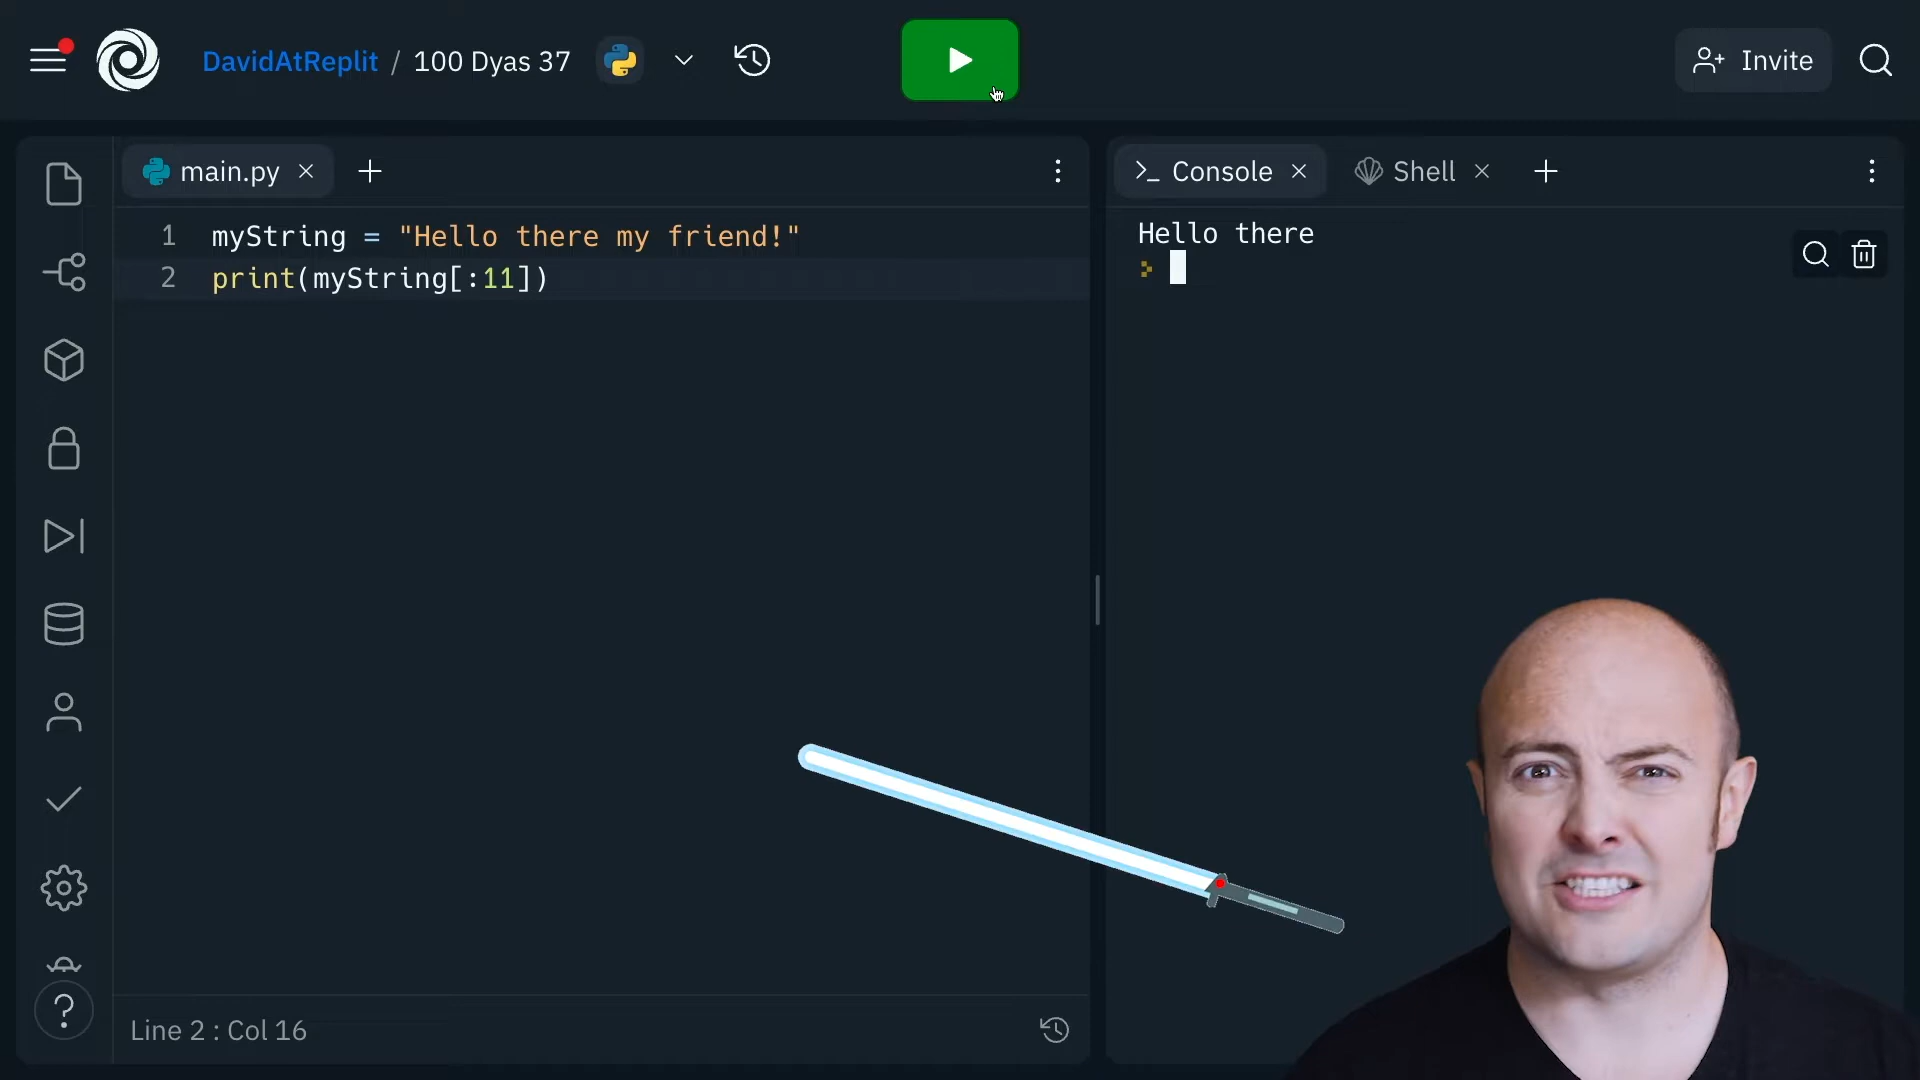 DavidAtReplit / 100 Dyas 37
Invite
main.py
Console
Shell
1 myString = "Hello there my friend!"
2 print(myString[:11])
Hello there
Line 2 : Col 16